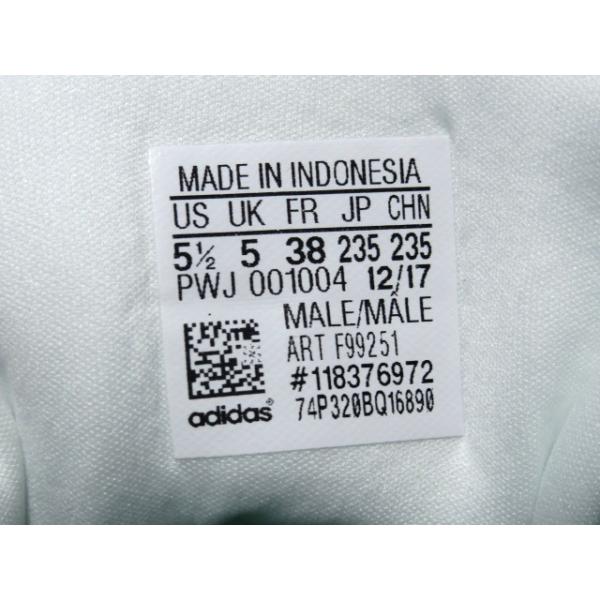 MADE IN INDONESIA
US UK FR JP CHN
5½ 5 38 235 235
PWJ 001004 12/17
MALE/MÂLE
ART F99251
#118376972
adidas® 74P320BQ16890